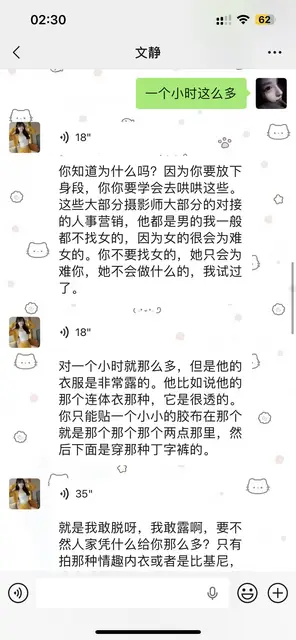 02:30
62
文静
一个小时这么多
18"
你知道为什么吗？因为你要放下
身段，你你要学会去哄哄这些。
这些大部分摄影师大部分的对接
的人事营销，他都是男的我一般
都不找女的，因为女的很会为难
女的。你不要找女的，她只会为
难你，她不会做什么的，我试过
了。
18"
对一个小时就那么多，但是他的
衣服是非常露的。他比如说他的
那个连体衣那种，它是很透的。
你只能贴一个小小的胶布在那个
就是那个那个那个两点那里，然
后下面是穿那种丁字裤的。
35"
就是我敢脱呀，我敢露啊，要不
然人家凭什么给你那么多？只有
拍那种情趣内衣或者是比基尼，